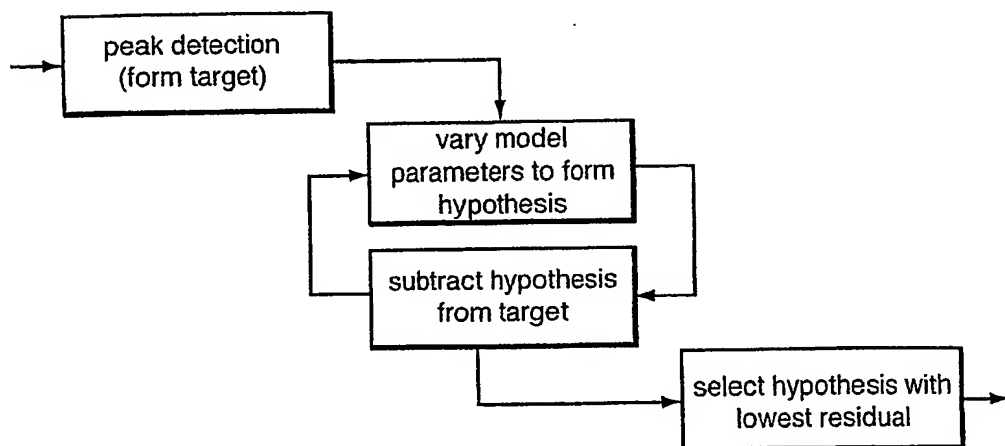 peak detection
(form target)
vary model
parameters to form
hypothesis
subtract hypothesis
from target
select hypothesis with
lowest residual